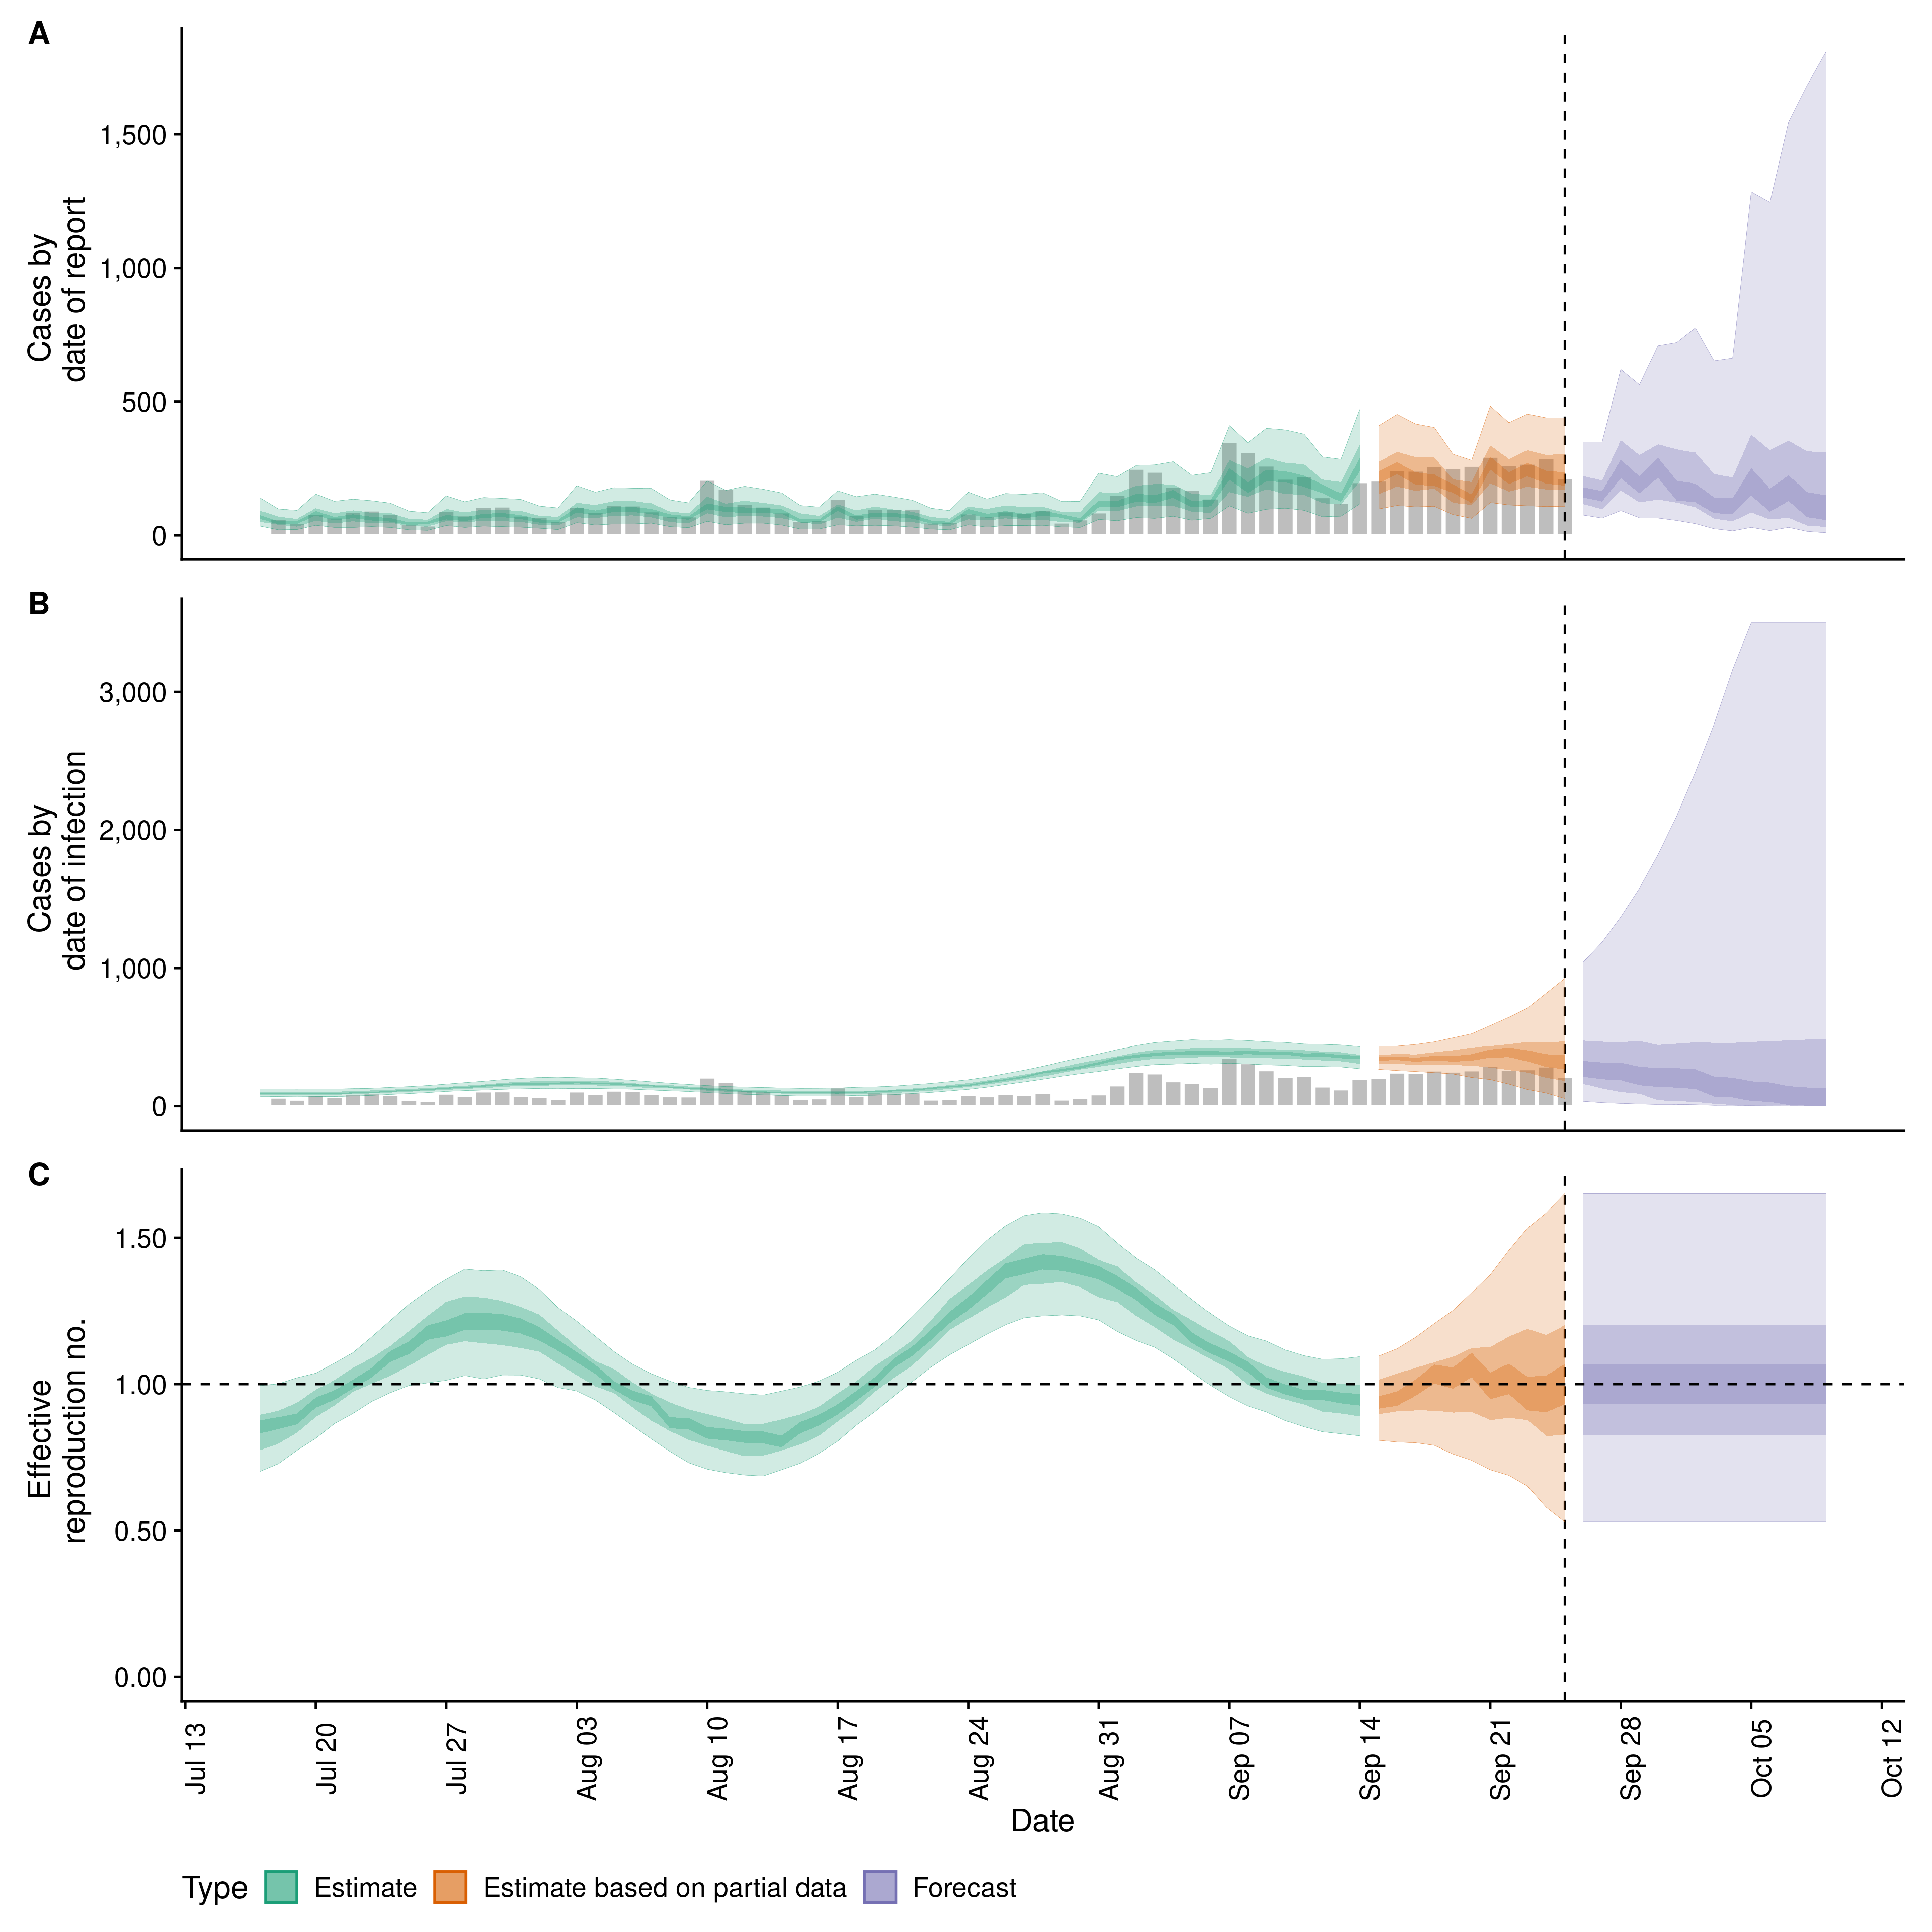 A
Cases by
date of report
1,500
1,000
500
0
B
Cases by
date of infection
3,000
2,000
1,000
0
C
Effective
reproduction no.
1.50
1.00
0.50
0.00
Jul 13
Jul 20
Jul 27
Aug 03
Aug 10
Aug 17
Aug 24
Aug 31
Sep 07
Sep 14
Sep 21
Sep 28
Oct 05
Oct 12
Date
Type Estimate Estimate based on partial data Forecast